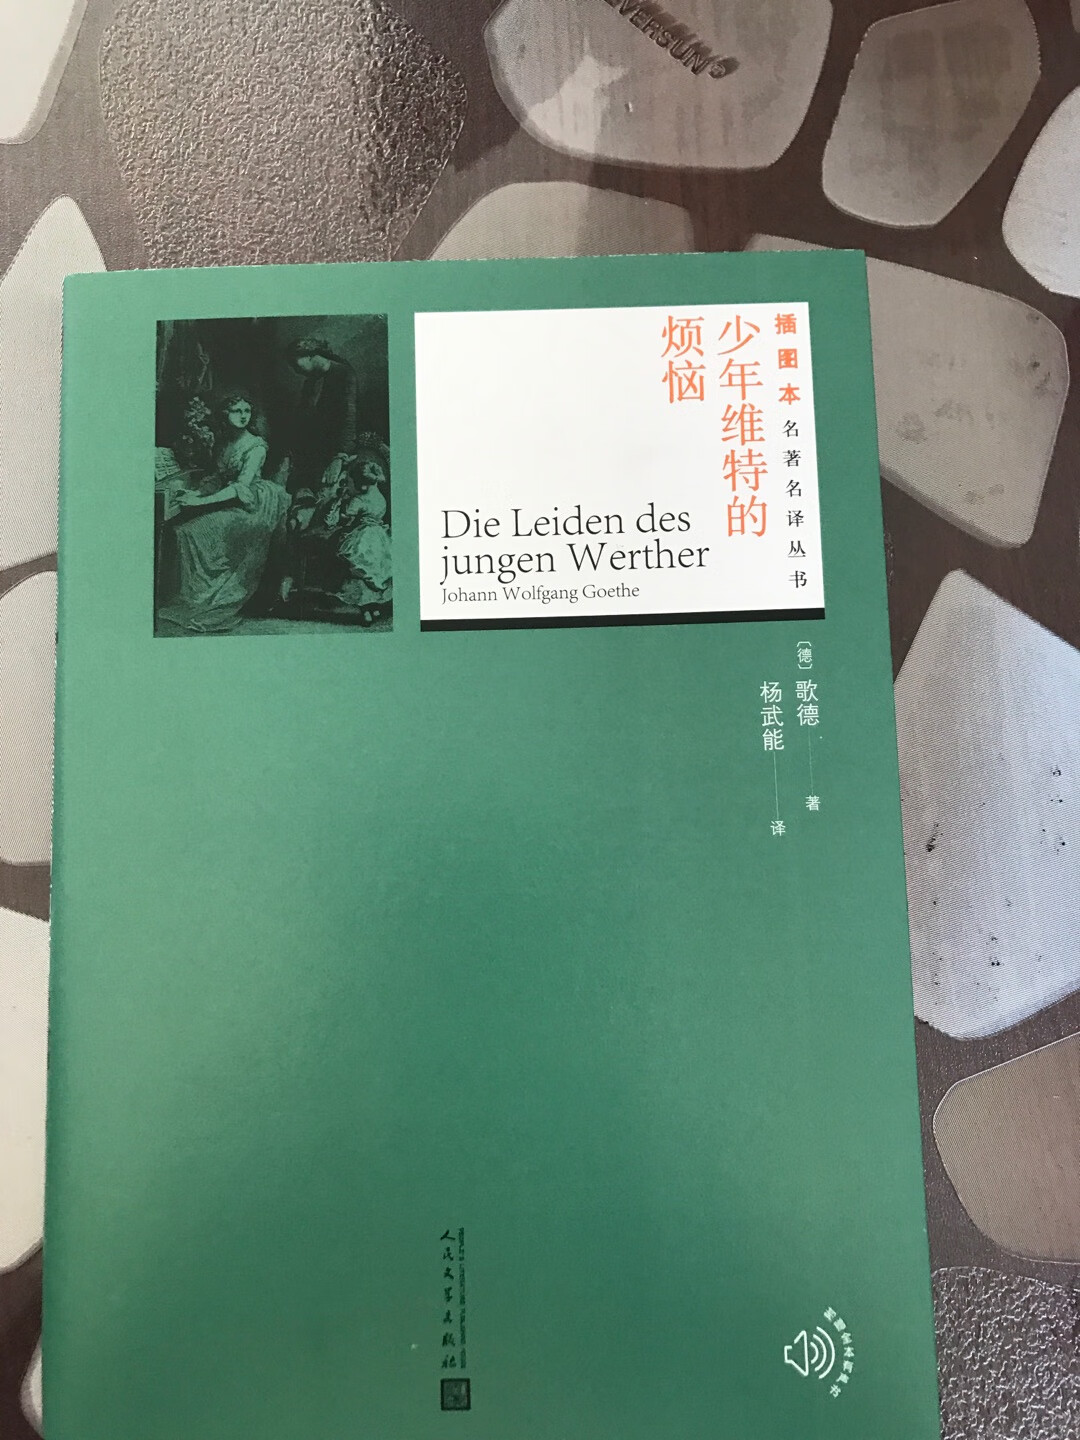 EVERSUN
插图本名著名译丛书
少年维特的
烦恼
Die Leiden des
jungen Werther
Johann Wolfgang Goethe
〔德〕歌德 著
杨武能 译
人民文学出版社